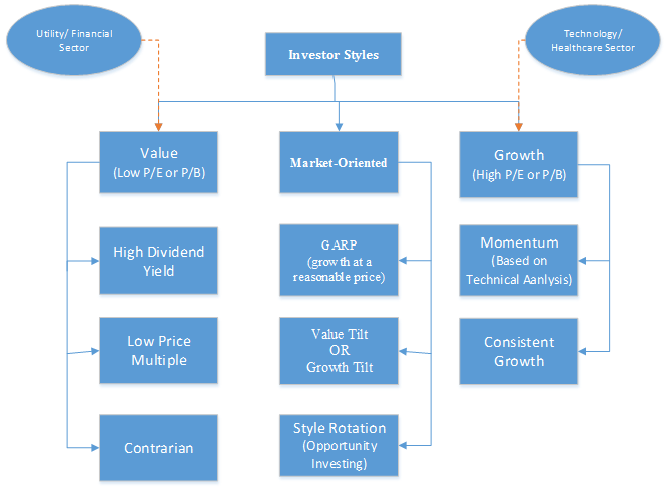 Utility/ Financial
Sector
Investor Styles
Technology/
Healthcare Sector
Value
(Low P/E or P/B)
Market-Oriented
Growth
(High P/E or P/B)
High Dividend
Yield
GARP
(growth at a
reasonable price)
Momentum
(Based on
Technical Aanlysis)
Low Price
Multiple
Value Tilt
OR
Growth Tilt
Consistent
Growth
Contrarian
Style Rotation
(Opportunity
Investing)